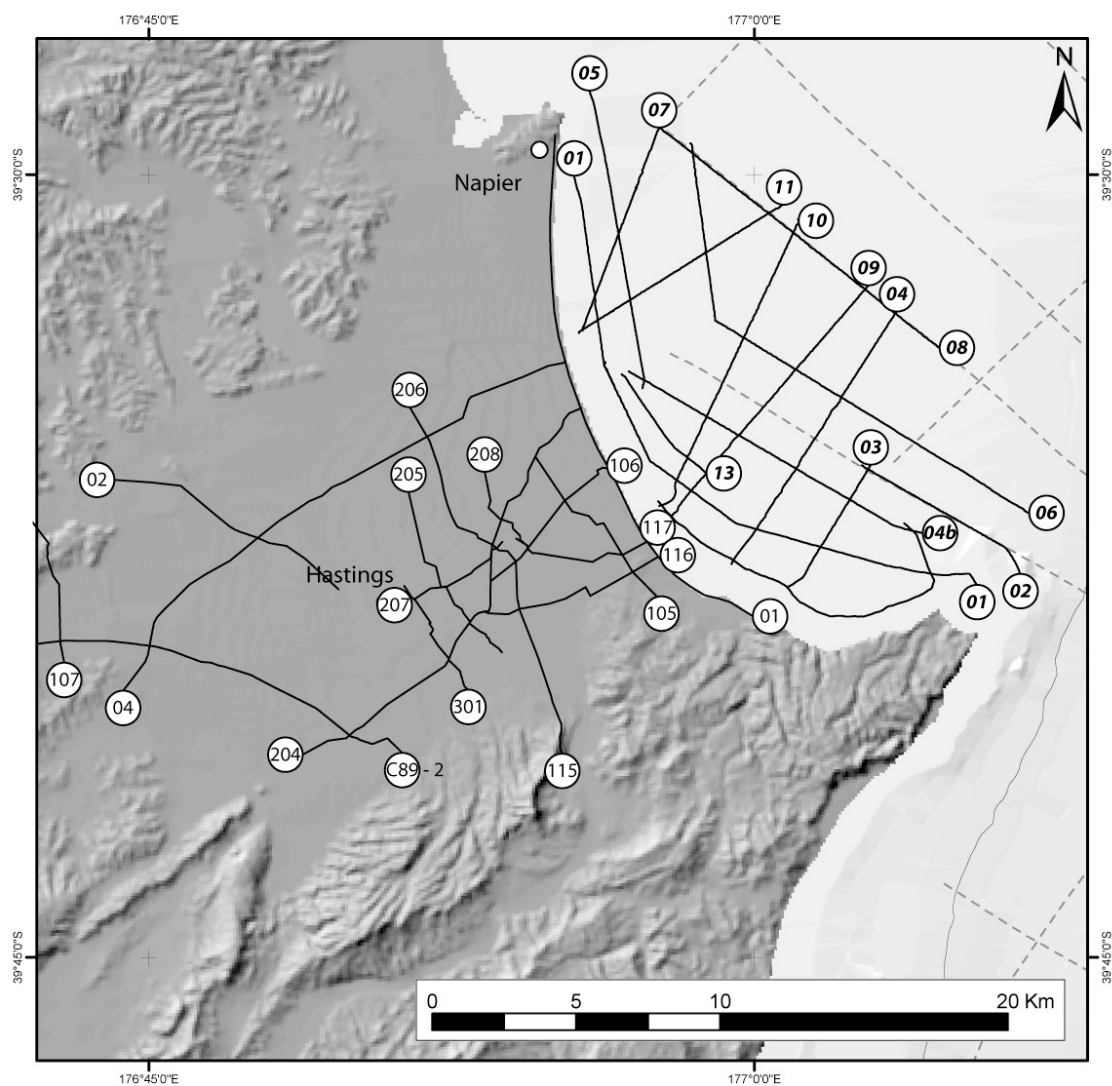 176°45'0"E
177°0'0"E
05
N
07
01
39°30'0"S
39°30'0"S
Napier
11
10
09
04
08
206
208
03
205
106
02
13
06
117
04b
116
Hastings
207
02
01
105
01
107
04
301
204
C89 - 2
115
39°45'0"S
39°45'0"S
0 5 10 20 Km
176°45'0"E
177°0'0"E